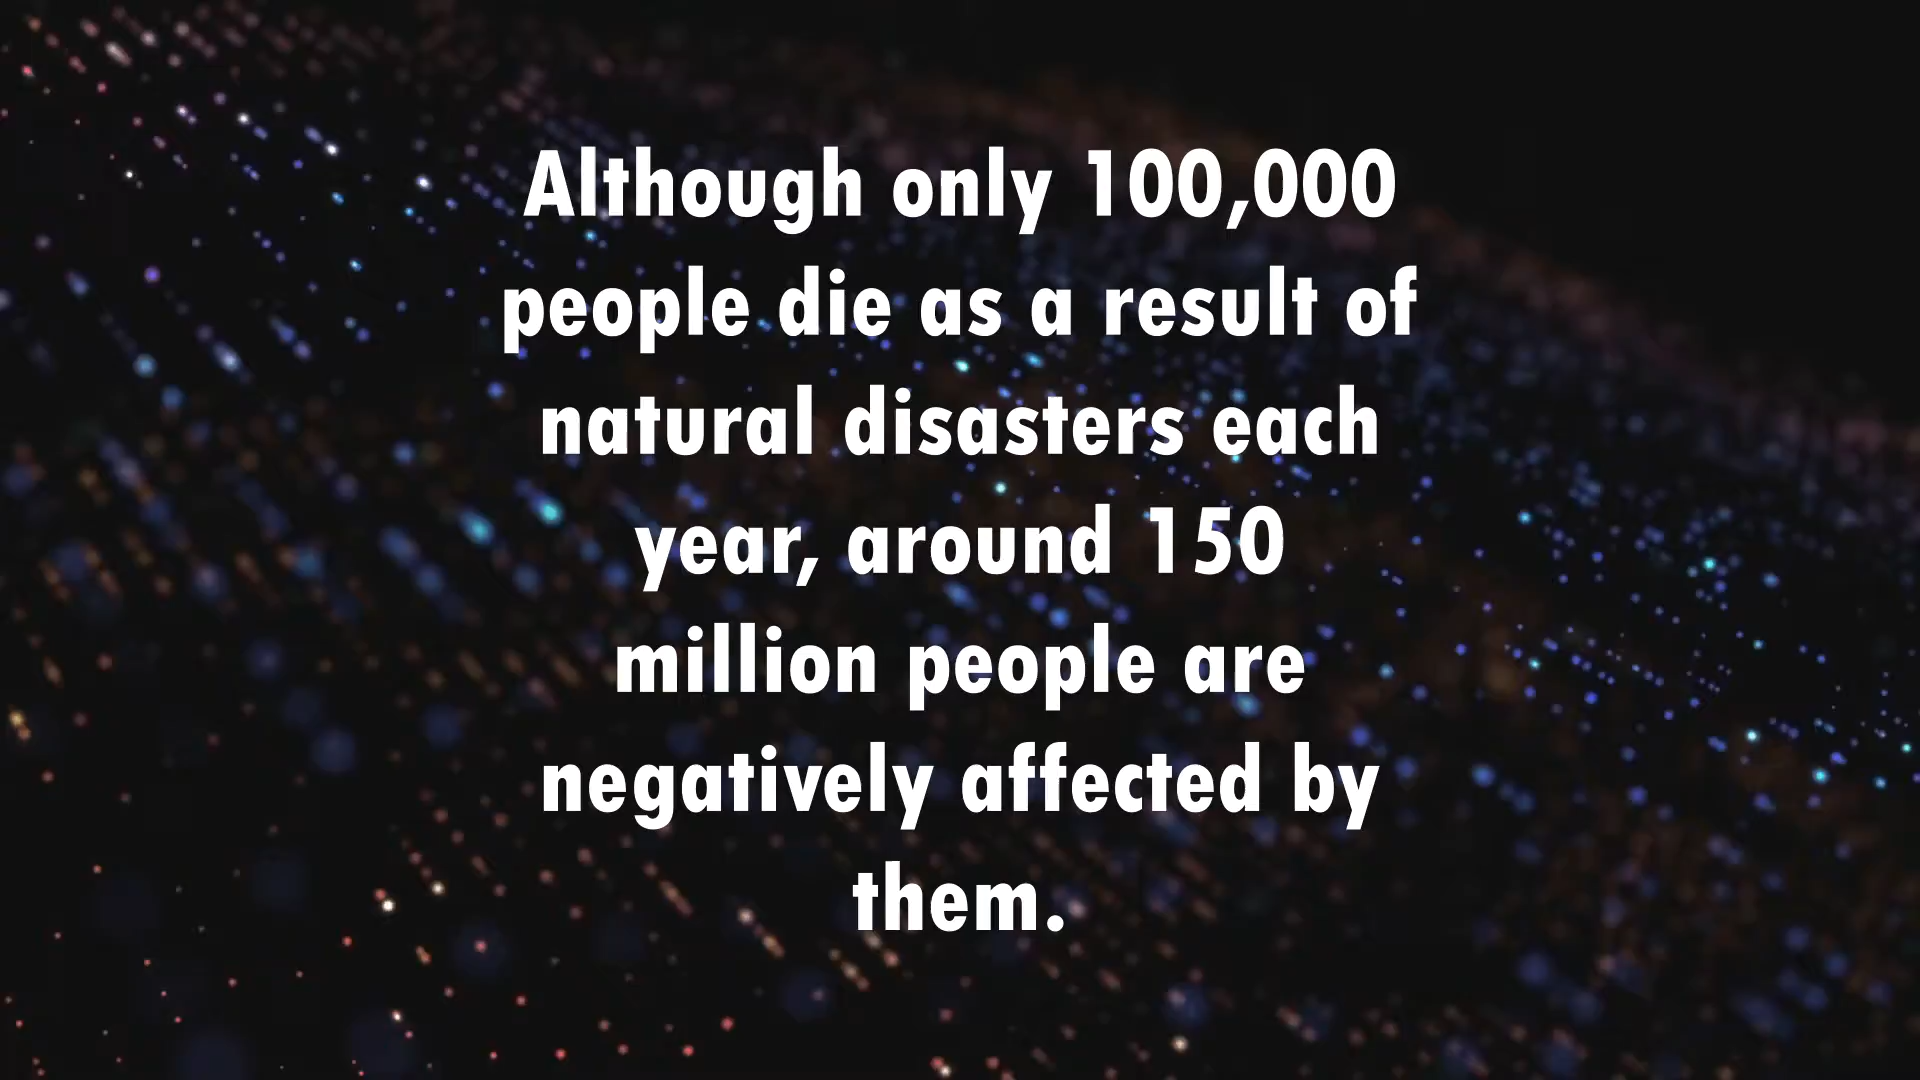 Although only 100,000
people die as a result of
natural disasters each
year, around 150
million people are
negatively affected by
them.